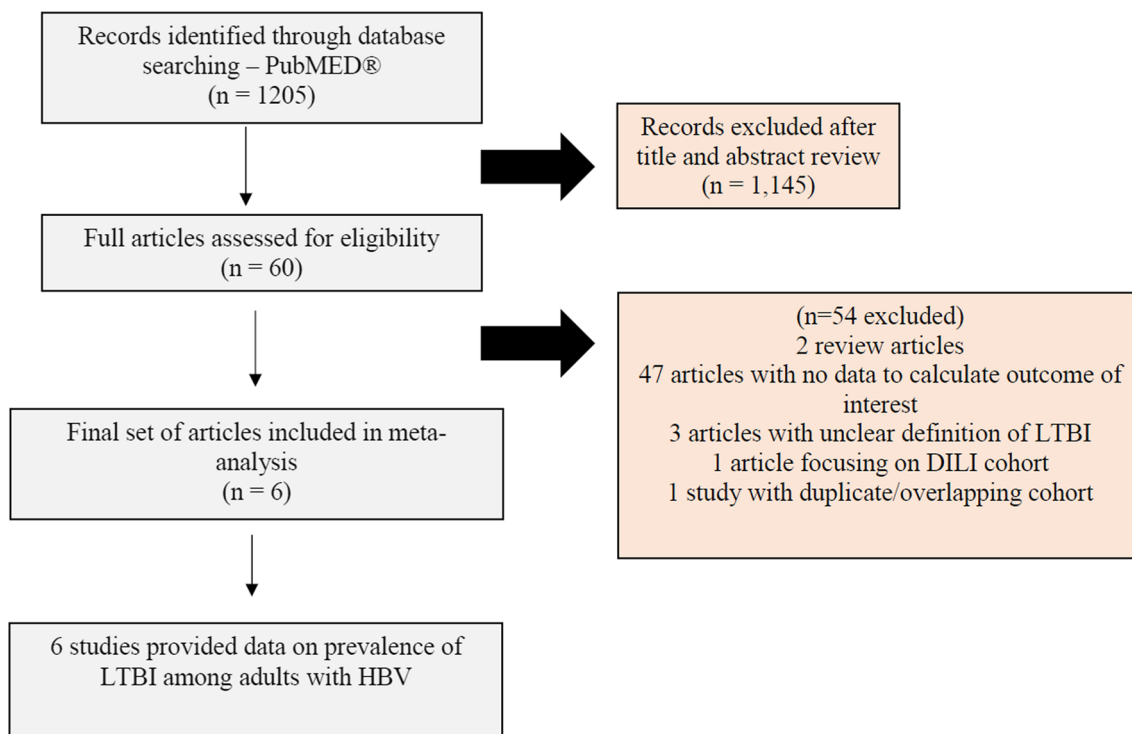 Records identified through database
searching – PubMED®
(n = 1205)
Records excluded after
title and abstract review
(n = 1,145)
Full articles assessed for eligibility
(n = 60)
(n=54 excluded)
2 review articles
47 articles with no data to calculate outcome of
interest
3 articles with unclear definition of LTBI
1 article focusing on DILI cohort
1 study with duplicate/overlapping cohort
Final set of articles included in meta-
analysis
(n = 6)
6 studies provided data on prevalence of
LTBI among adults with HBV